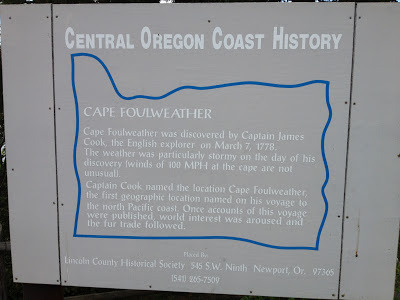 CENTRAL OREGON COAST HISTORY
CAPE FOULWEATHER
Cape Foulweather was discovered by Captain James
Cook, the English explorer on March 7, 1778.
The weather was particularly stormy on the day of his
discovery (winds of 100 MPH at the cape are not
unusual).
Captain Cook named the location Cape Foulweather,
the first geographic location named on his voyage to
the north Pacific coast. Once accounts of this voyage
were published, world interest was aroused and
the fur trade followed.
Placed By:
Lincoln County Historical Society 545 S.W. Ninth Newport, Or. 97365
(541) 265-7509